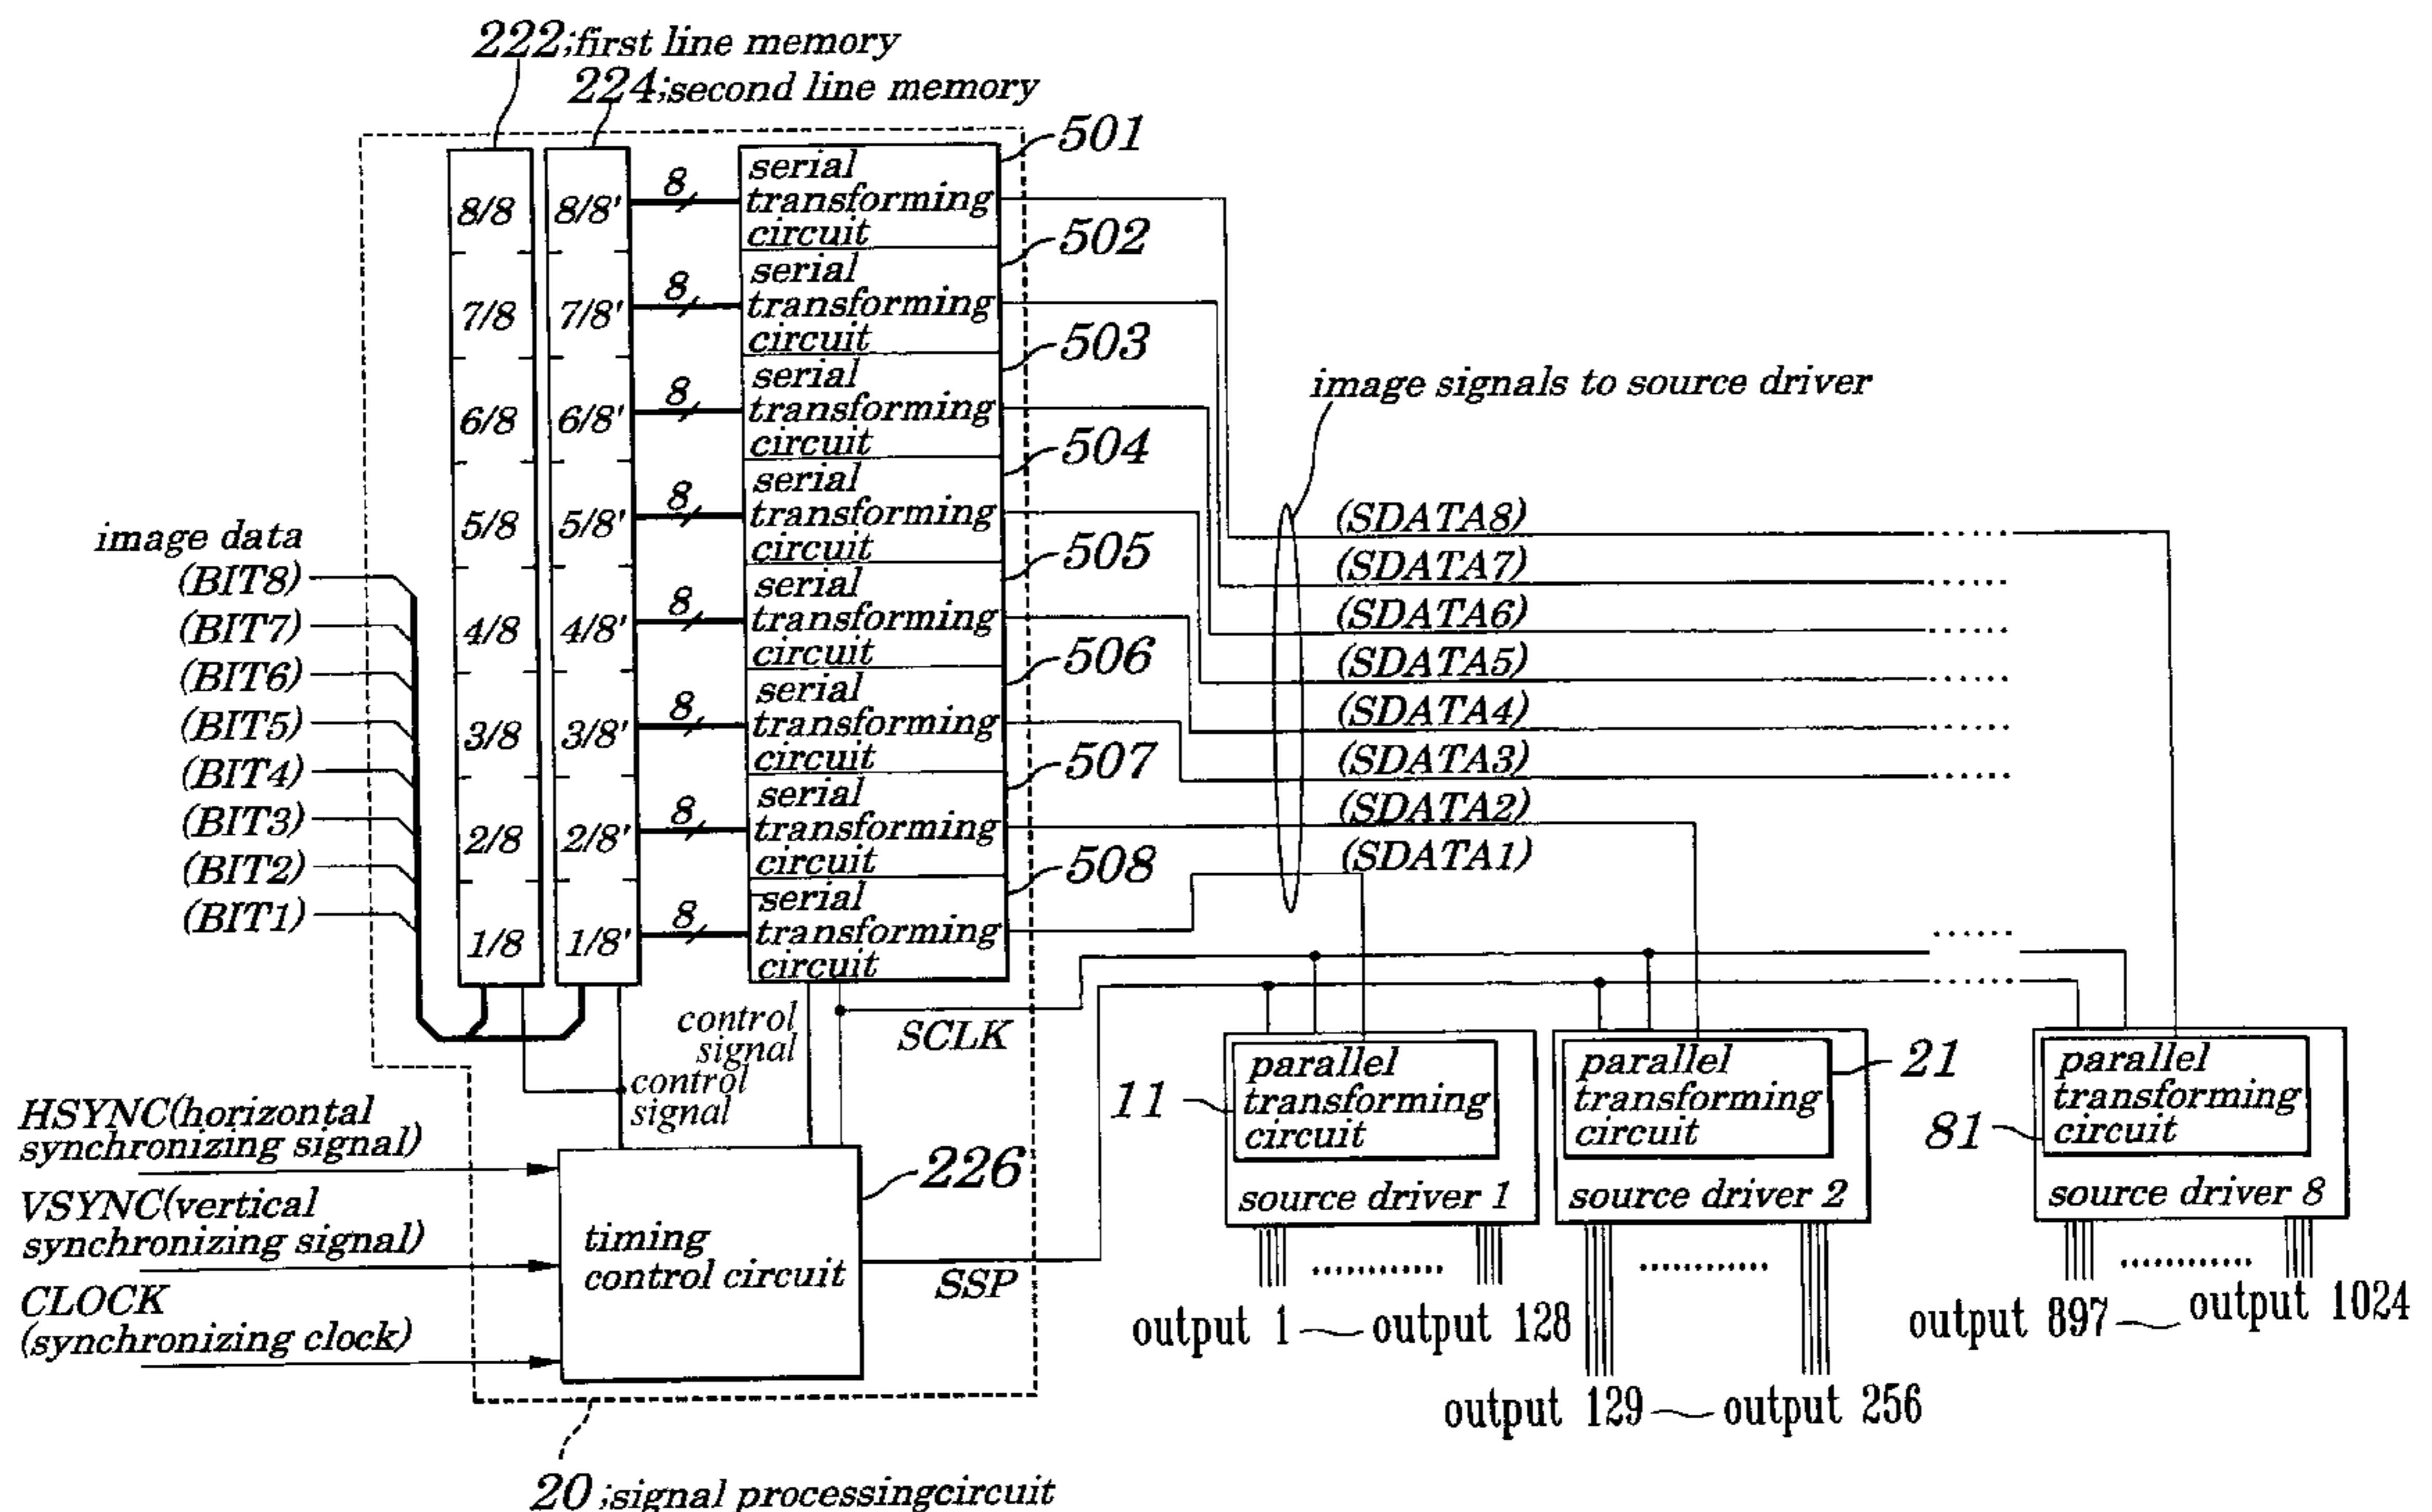 222;first line memory
224;second line memory
501
502
503
504
505
506
507
508
8/8
7/8
6/8
5/8
4/8
3/8
2/8
1/8
8/8'
7/8'
6/8'
5/8'
4/8'
3/8'
2/8'
1/8'
8
8
8
8
8
8
8
8
serial
transforming
circuit
serial
transforming
circuit
serial
transforming
circuit
serial
transforming
circuit
serial
transforming
circuit
serial
transforming
circuit
serial
transforming
circuit
serial
transforming
circuit
image data
(BIT8)
(BIT7)
(BIT6)
(BIT5)
(BIT4)
(BIT3)
(BIT2)
(BIT1)
image signals to source driver
(SDATA8)
(SDATA7)
(SDATA6)
(SDATA5)
(SDATA4)
(SDATA3)
(SDATA2)
(SDATA1)
control
signal
SCLK
control
signal
HSYNC(horizontal
synchronizing signal)
VSYNC(vertical
synchronizing signal)
CLOCK
(synchronizing clock)
226
timing
control circuit
SSP
11
parallel
transforming
circuit
source driver 1
21
parallel
transforming
circuit
source driver 2
81
parallel
transforming
circuit
source driver 8
output 1 ~ output 128
output 129 ~ output 256
output 897 ~ output 1024
20 ;signal processingcircuit